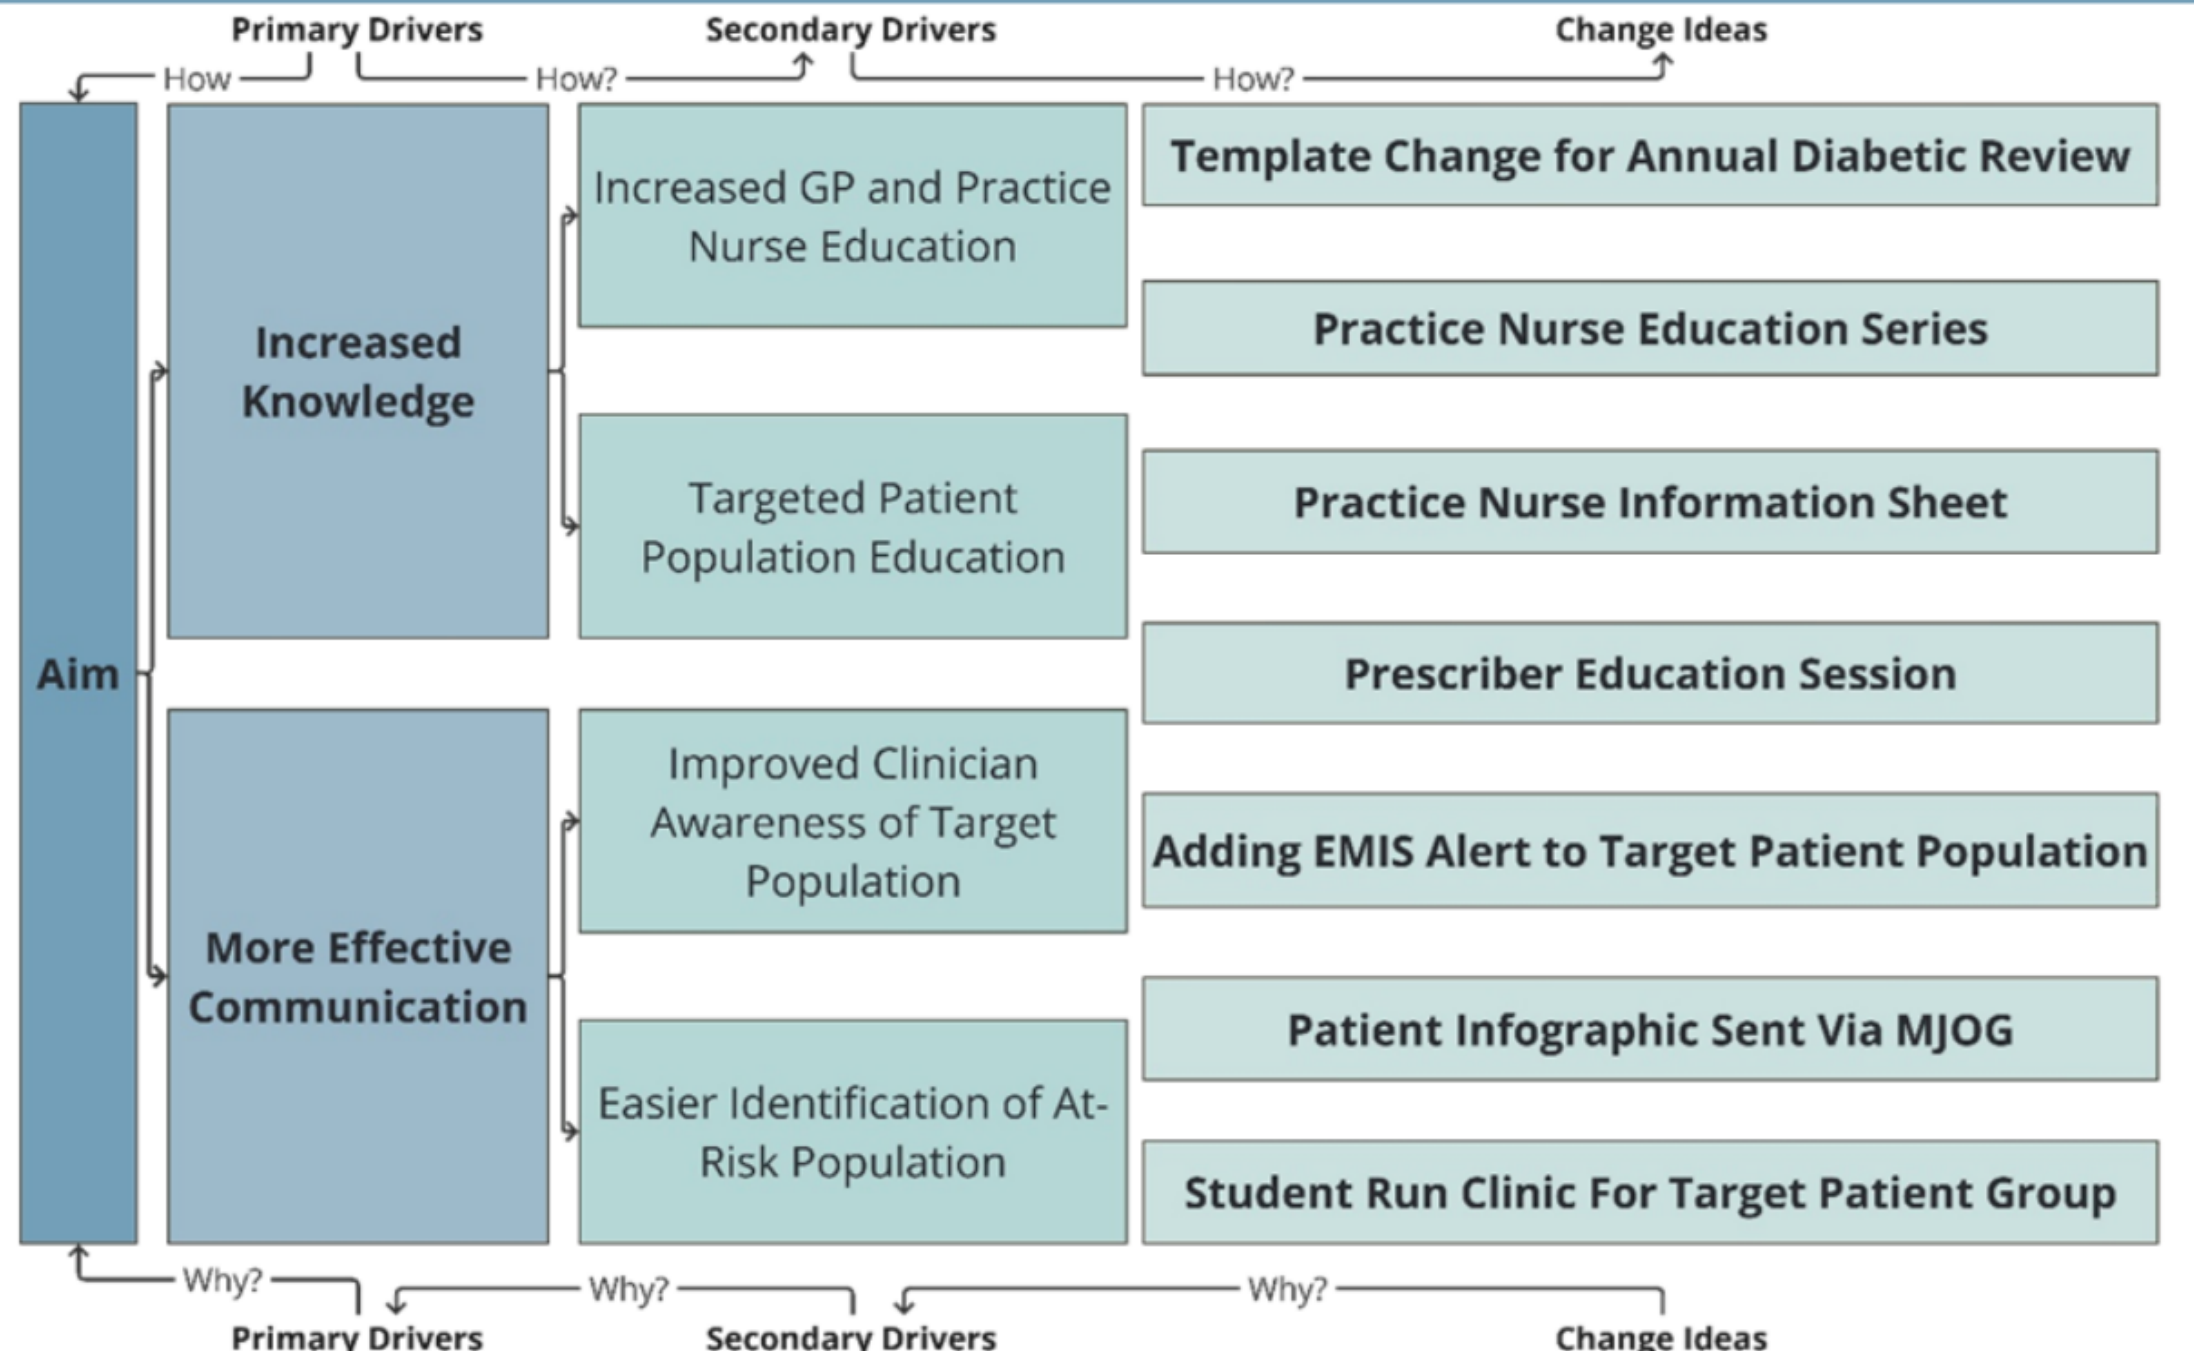 Primary Drivers
Secondary Drivers
Change Ideas
How
How?
How?
Aim
Increased
Knowledge
More Effective
Communication
Increased GP and Practice
Nurse Education
Targeted Patient
Population Education
Improved Clinician
Awareness of Target
Population
Easier Identification of At-
Risk Population
Template Change for Annual Diabetic Review
Practice Nurse Education Series
Practice Nurse Information Sheet
Prescriber Education Session
Adding EMIS Alert to Target Patient Population
Patient Infographic Sent Via MJOG
Student Run Clinic For Target Patient Group
Why?
Why?
Why?
Primary Drivers
Secondary Drivers
Change Ideas